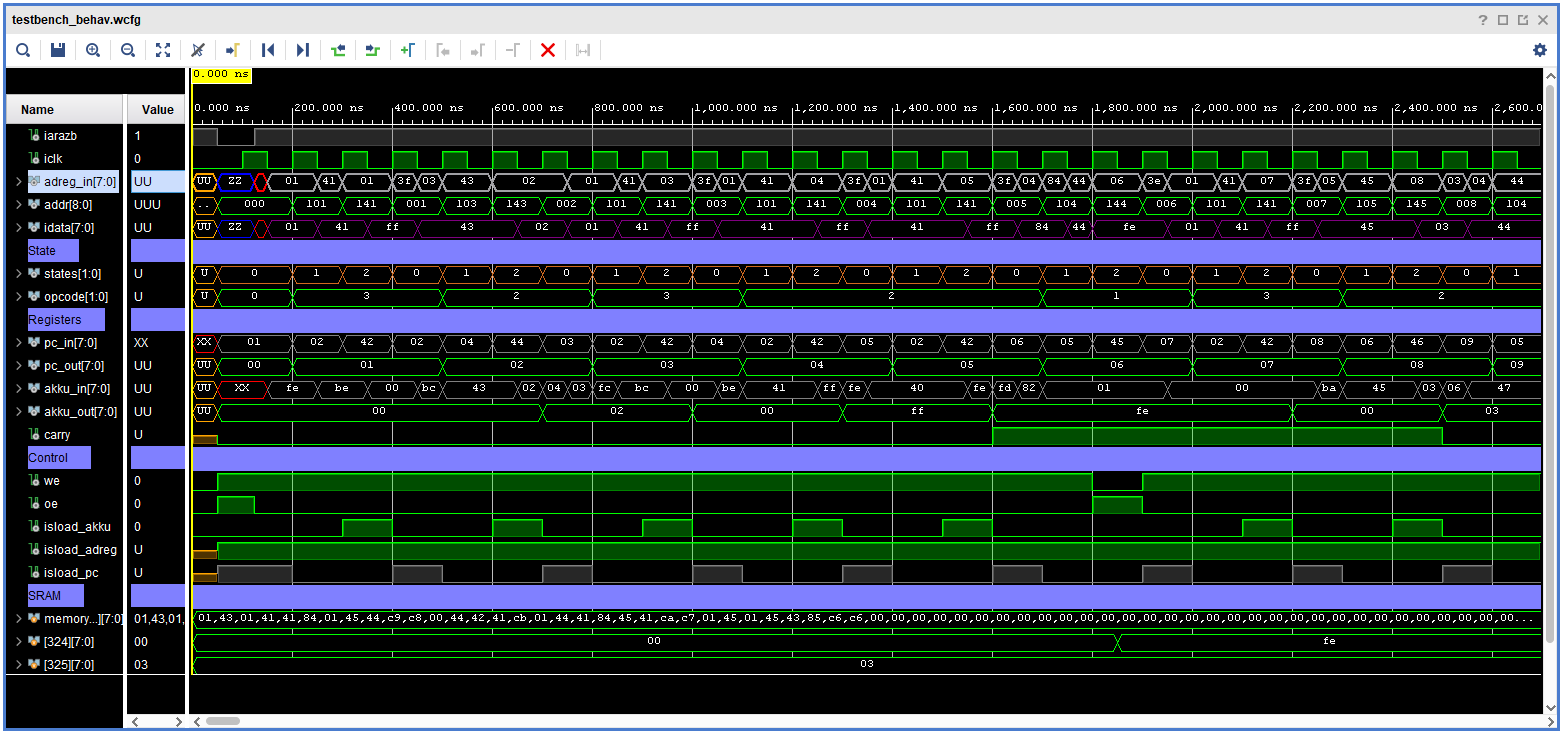 testbench_behav.wcfg
0.000 ns
Name Value 0.000 ns 200.000 ns 400.000 ns 600.000 ns 800.000 ns 1,000.000 ns 1,200.000 ns 1,400.000 ns 1,600.000 ns 1,800.000 ns 2,000.000 ns 2,200.000 ns 2,400.000 ns 2,600.0
iarazb 1
iclk 0
adreg_in[7:0] UU UU ZZ 01 41 01 3f 03 43 02 01 41 03 3f 01 41 04 3f 01 41 05 3f 04 84 44 06 3e 01 41 07 3f 05 45 08 03 04 44
addr[8:0] UUU .. 000 101 141 001 103 143 002 101 141 003 101 141 004 101 141 005 104 144 006 101 141 007 105 145 008 104
idata[7:0] UU UU ZZ 01 41 ff 43 02 01 41 ff 41 ff 41 ff 84 44 fe 01 41 ff 45 03 44
State
states[1:0] U U 0 1 2 0 1 2 0 1 2 0 1 2 0 1 2 0 1 2 0 1 2 0 1 2 0 1
opcode[1:0] U U 0 3 2 3 2 1 3 2
Registers
pc_in[7:0] XX XX 01 02 42 02 04 44 03 02 42 04 02 42 05 02 42 06 05 45 07 02 42 08 06 46 09 05
pc_out[7:0] UU UU 00 01 02 03 04 05 06 07 08 09
akku_in[7:0] UU UU XX fe be 00 bc 43 02 04 03 fc bc 00 be 41 ff fe 40 fe fd 82 01 00 ba 45 03 06 47
akku_out[7:0] UU UU 00 02 00 ff fe 00 03
carry U
Control
we 0
oe 0
isload_akku 0
isload_adreg U
isload_pc U
SRAM
memory...][7:0] 01,43,01, 01,43,01,41,41,84,01,45,44,c9,c8,00,44,42,41,cb,01,44,41,84,45,41,ca,c7,01,45,01,45,43,85,c6,c6,00,00,00,00,00,00,00,00,00,00,00,00,00,00,00,00,00,00,00,00,00,00,00...
[324][7:0] 00 00 fe
[325][7:0] 03 03